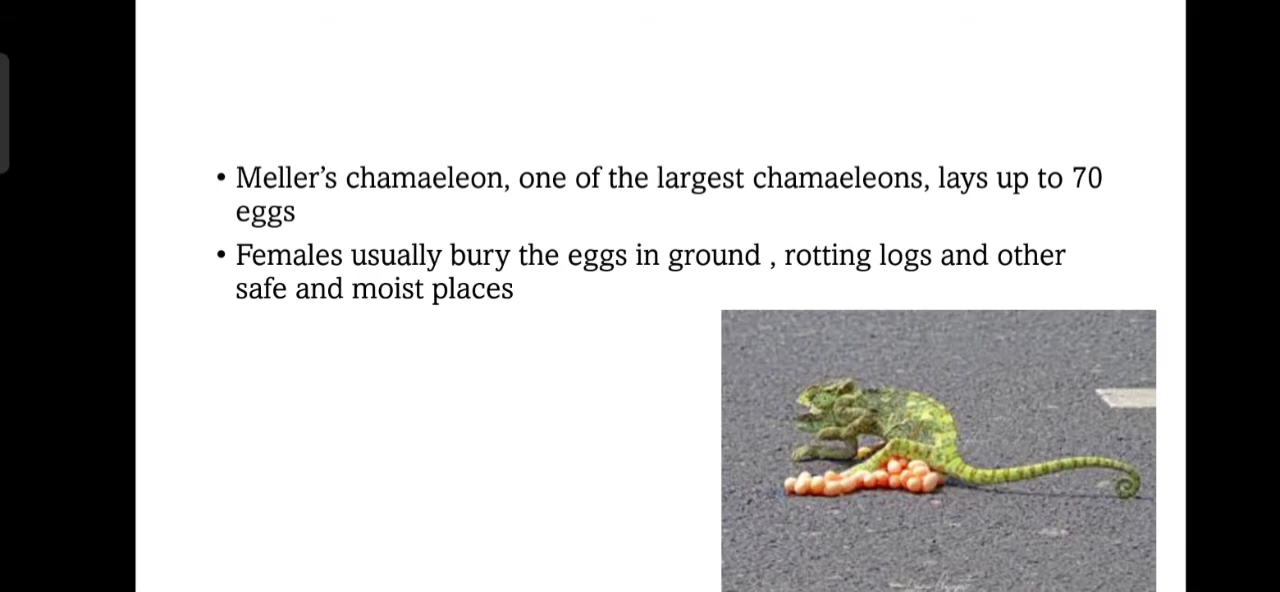 • Meller’s chamaeleon, one of the largest chamaeleons, lays up to 70
eggs
• Females usually bury the eggs in ground , rotting logs and other
safe and moist places